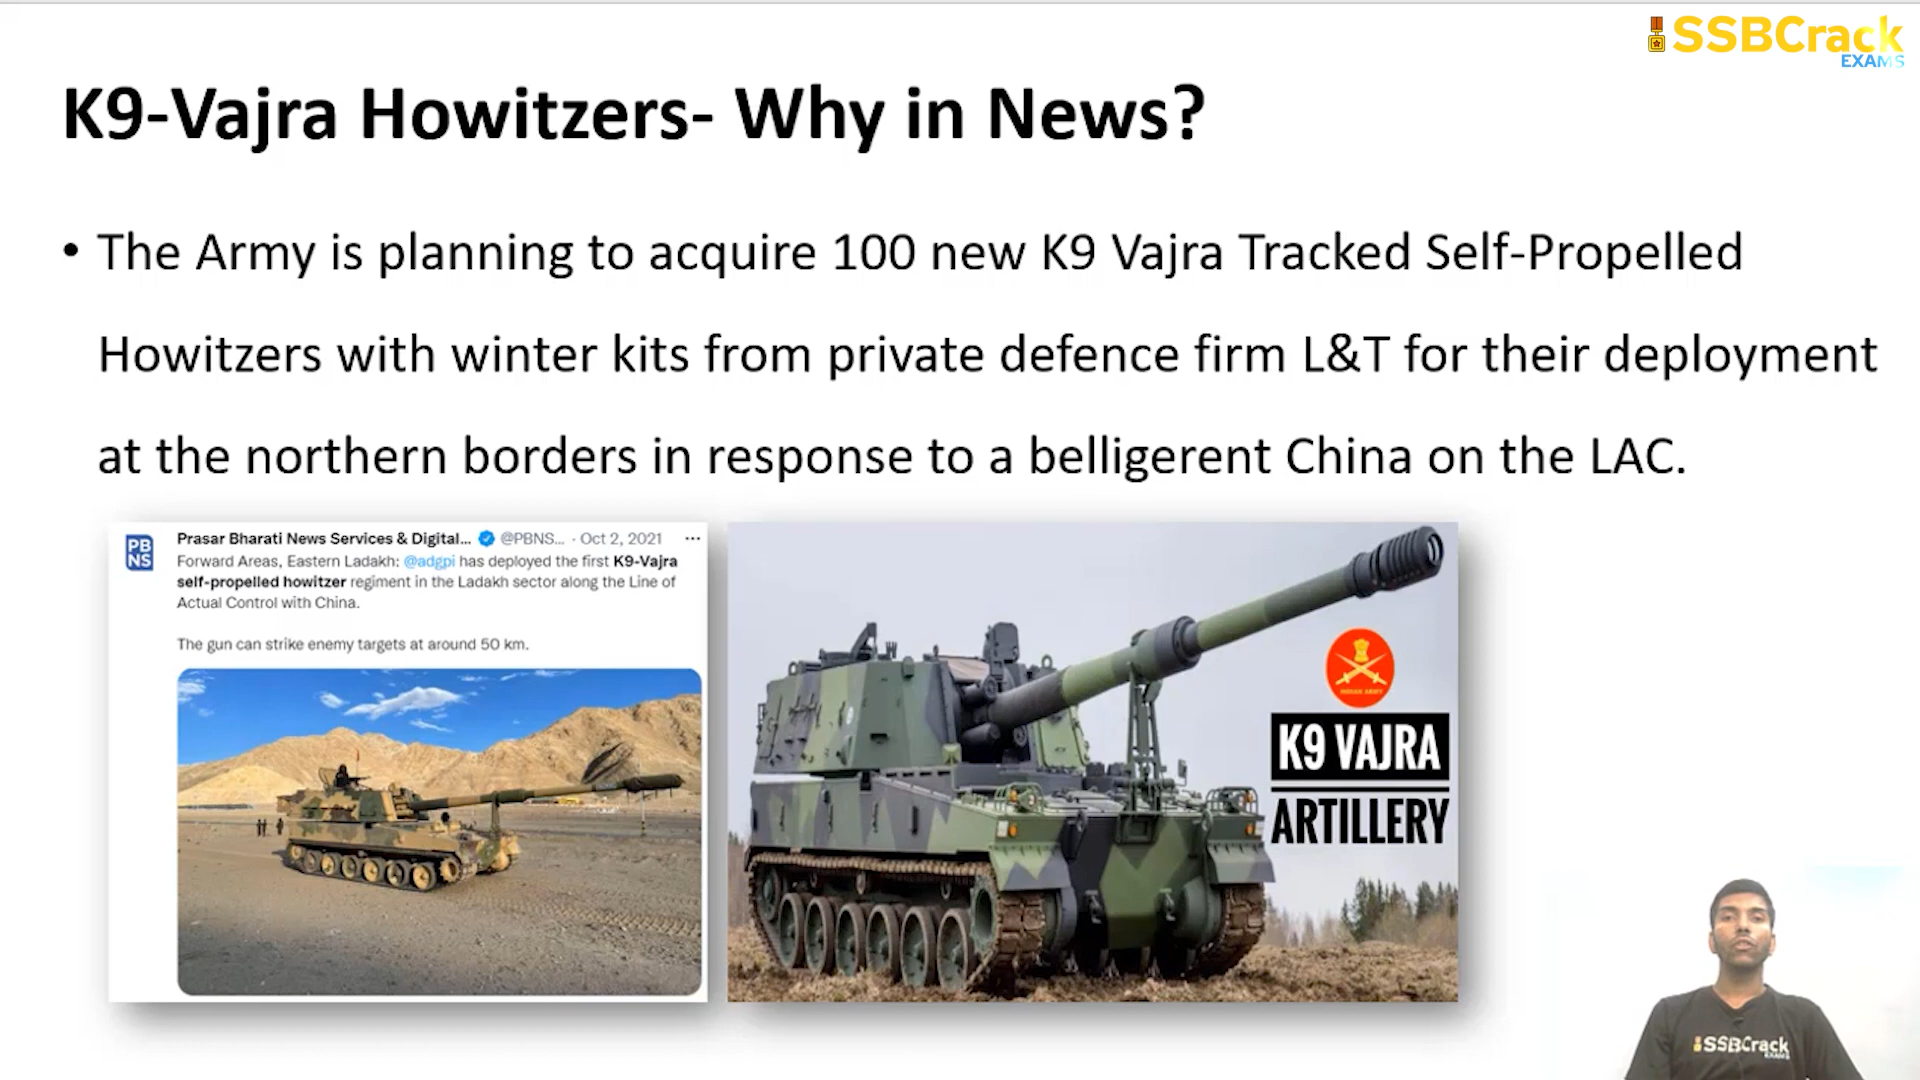 SSBCrack
EXAMS
K9-Vajra Howitzers- Why in News?
• The Army is planning to acquire 100 new K9 Vajra Tracked Self-Propelled
Howitzers with winter kits from private defence firm L&T for their deployment
at the northern borders in response to a belligerent China on the LAC.
PB
NS
Prasar Bharati News Services & Digital... @PBNS... · Oct 2, 2021 ...
Forward Areas, Eastern Ladakh: @adgpi has deployed the first K9-Vajra
self-propelled howitzer regiment in the Ladakh sector along the Line of
Actual Control with China.
The gun can strike enemy targets at around 50 km.
INDIAN ARMY
K9 VAJRA
ARTILLERY
SSBCrack
EXAMS